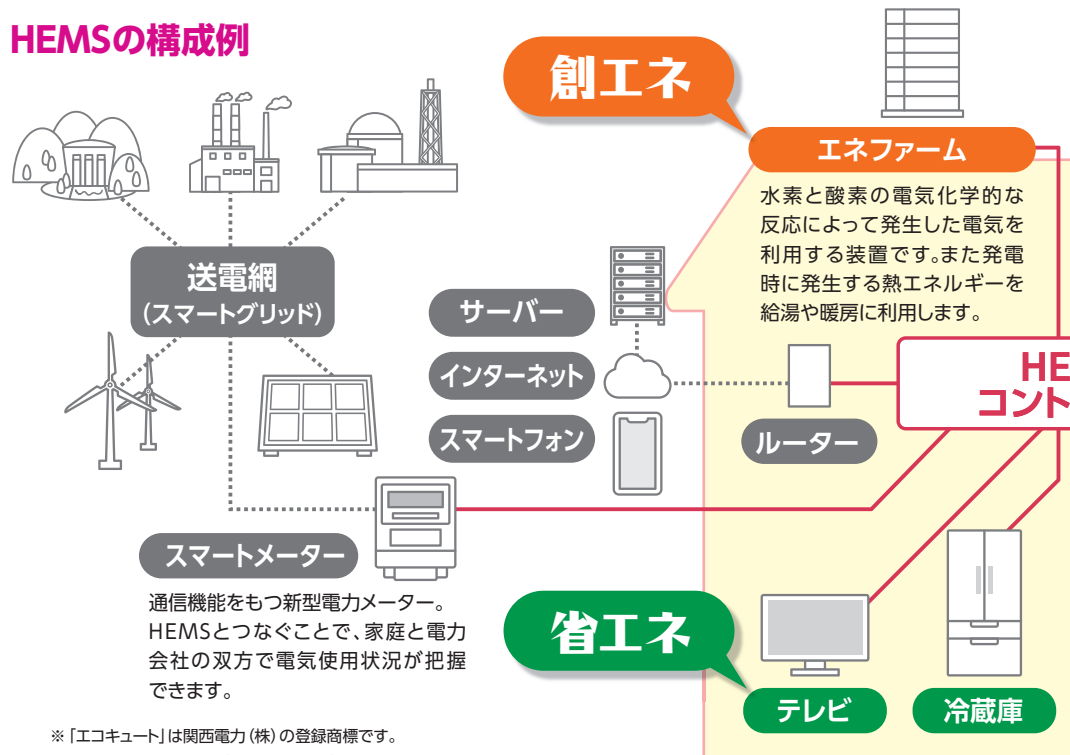 HEMSの構成例
創エネ
エネファーム
水素と酸素の電気化学的な
反応によって発生した電気を
利用する装置です。また発電
時に発生する熱エネルギーを
給湯や暖房に利用します。
送電網
(スマートグリッド)
サーバー
インターネット
スマートフォン
ルーター
HE
コント
スマートメーター
通信機能をもつ新型電力メーター。
HEMSとつなぐことで、家庭と電力
会社の双方で電気使用状況が把握
できます。
省エネ
テレビ
冷蔵庫
※「エコキュート」は関西電力(株)の登録商標です。